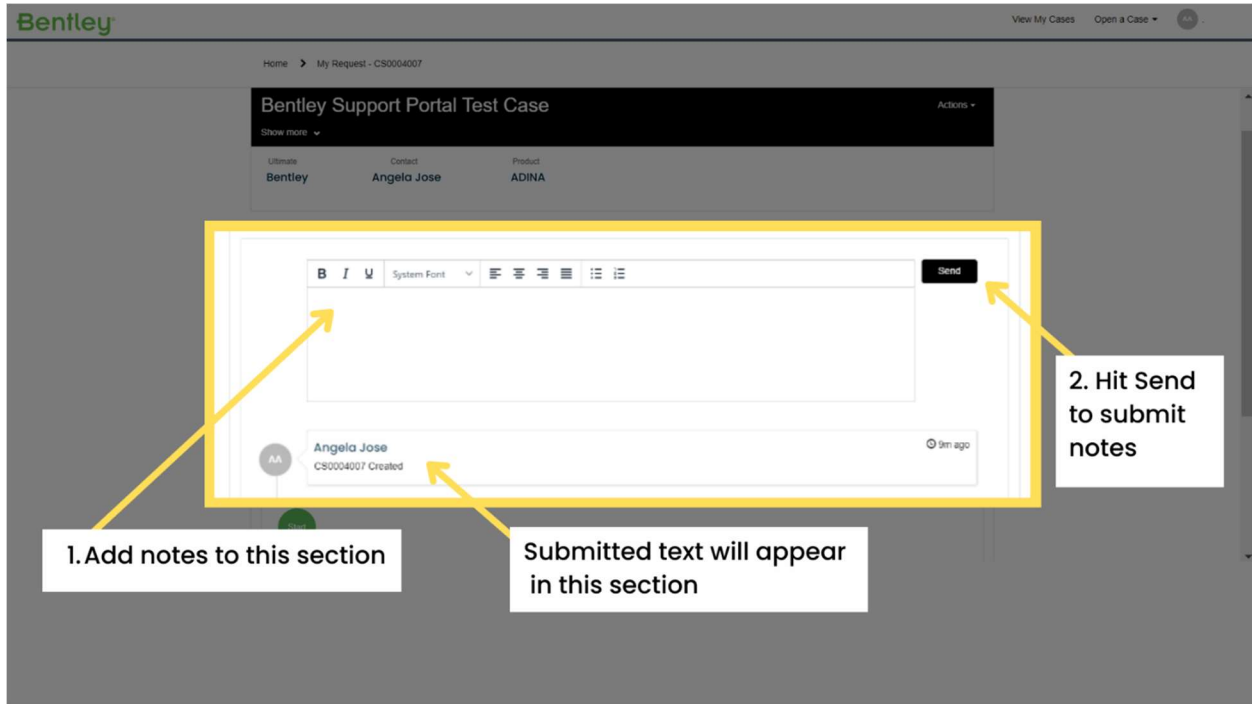 Bentley
View My Cases Open a Case AA .
Home > My Request - CS0004007
Bentley Support Portal Test Case Actions
Show more
Ultimate Contact Product
Bentley Angela Jose ADINA
B I U System Font Send
2. Hit Send
to submit
notes
AA Angela Jose 9m ago
CS0004007 Created
Start
1. Add notes to this section
Submitted text will appear
in this section